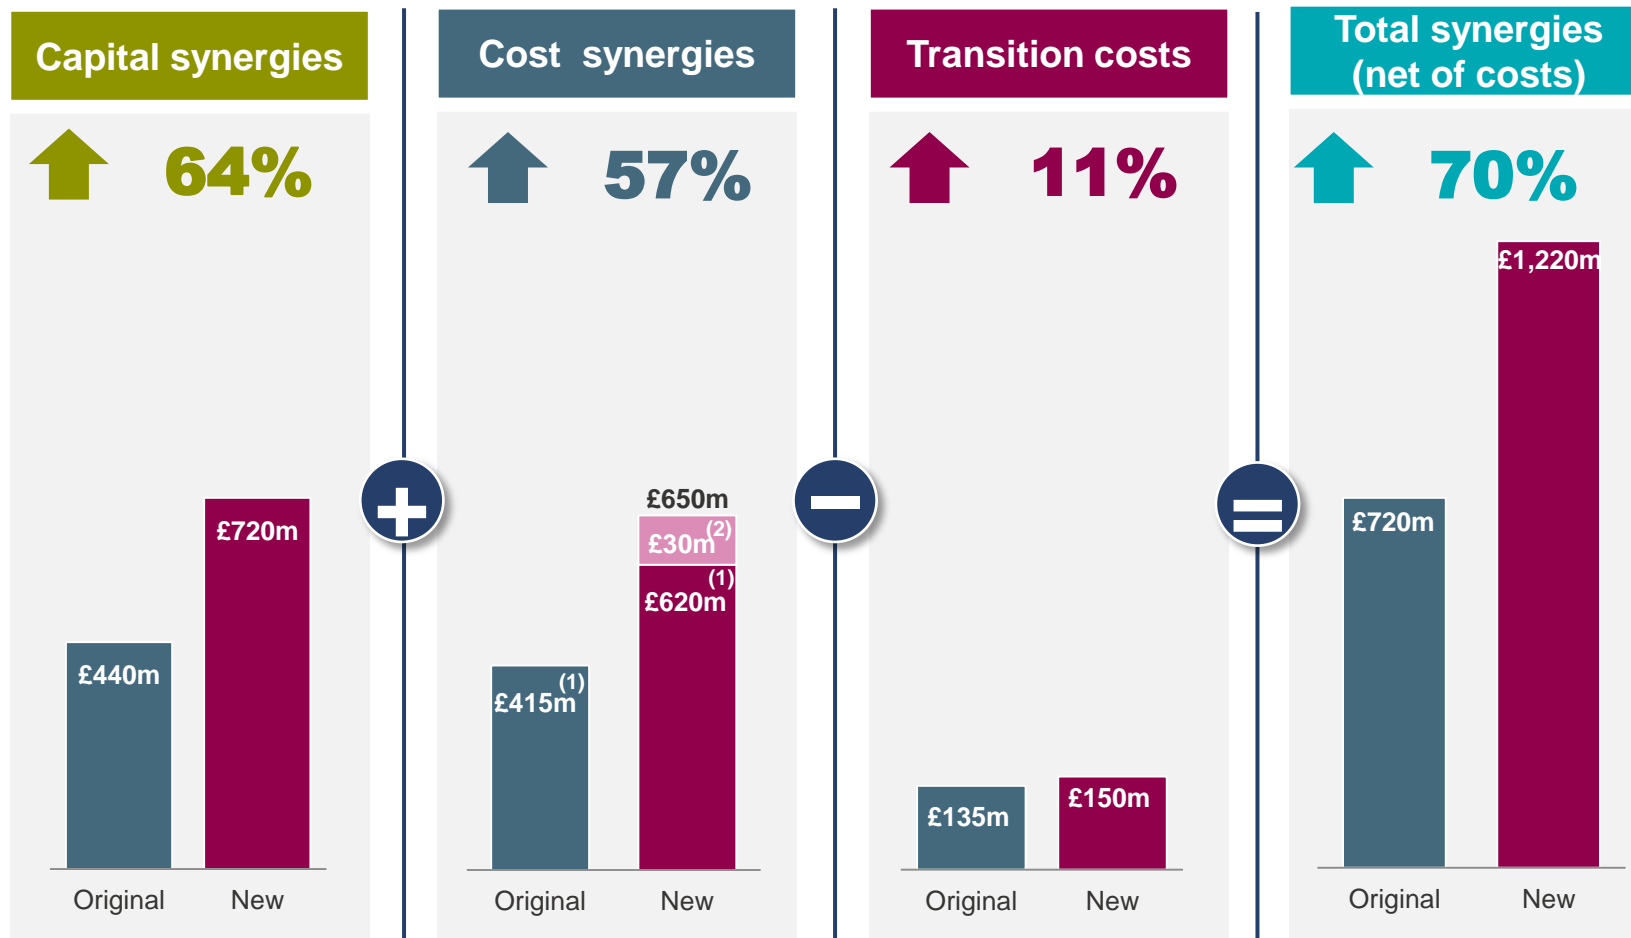 Capital synergies
64%
£720m
£440m
Original New
+
Cost synergies
57%
£650m
£30m(2)
£620m(1)
£415m(1)
Original New
−
Transition costs
11%
£135m
£150m
Original New
=
Total synergies
(net of costs)
70%
£1,220m
£720m
Original New